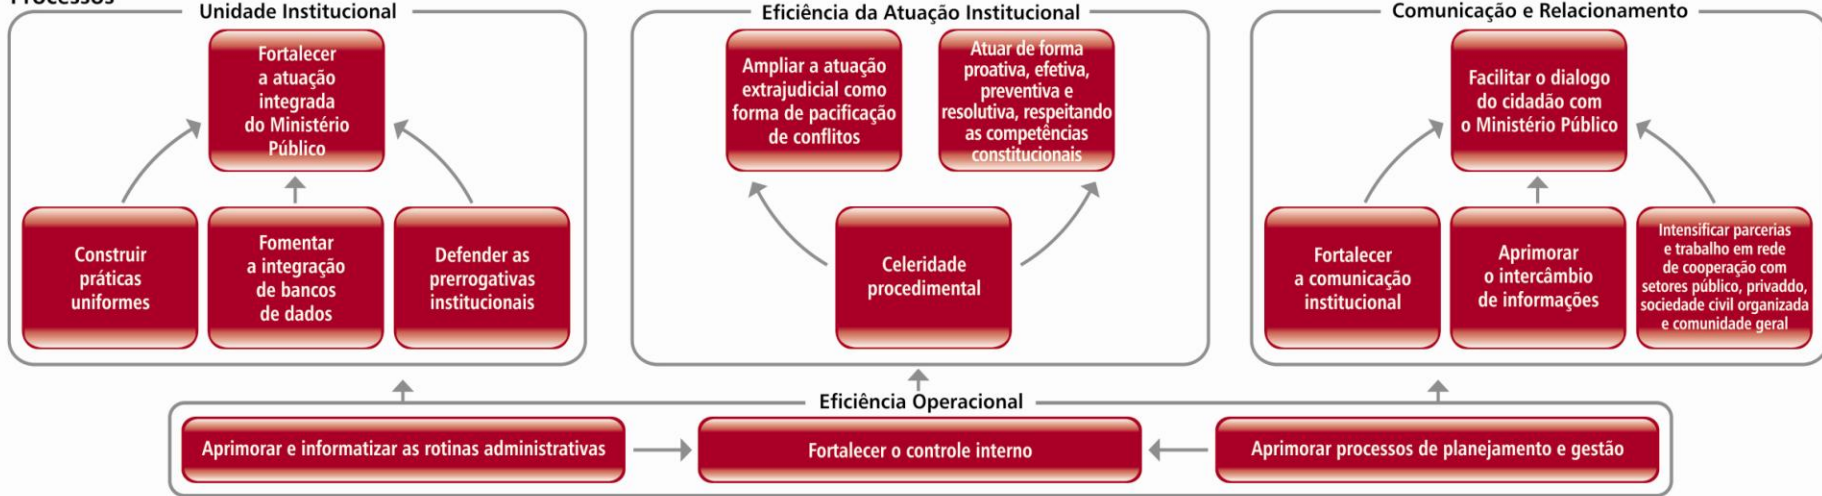 Processos
Unidade Institucional
Fortalecer
a atuação
integrada
do Ministério
Público
Construir
práticas
uniformes
Fomentar
a integração
de bancos
de dados
Defender as
prerrogativas
institucionais
Eficiência da Atuação Institucional
Ampliar a atuação
extrajudicial como
forma de pacificação
de conflitos
Atuar de forma
proativa, efetiva,
preventiva e
resolutiva, respeitando
as competências
constitucionais
Celeridade
procedimental
Comunicação e Relacionamento
Facilitar o dialogo
do cidadão com
o Ministério Público
Fortalecer
a comunicação
institucional
Aprimorar
o intercâmbio
de informações
Intensificar parcerias
e trabalho em rede
de cooperação com
setores público, privaddo,
sociedade civil organizada
e comunidade geral
Eficiência Operacional
Aprimorar e informatizar as rotinas administrativas
Fortalecer o controle interno
Aprimorar processos de planejamento e gestão